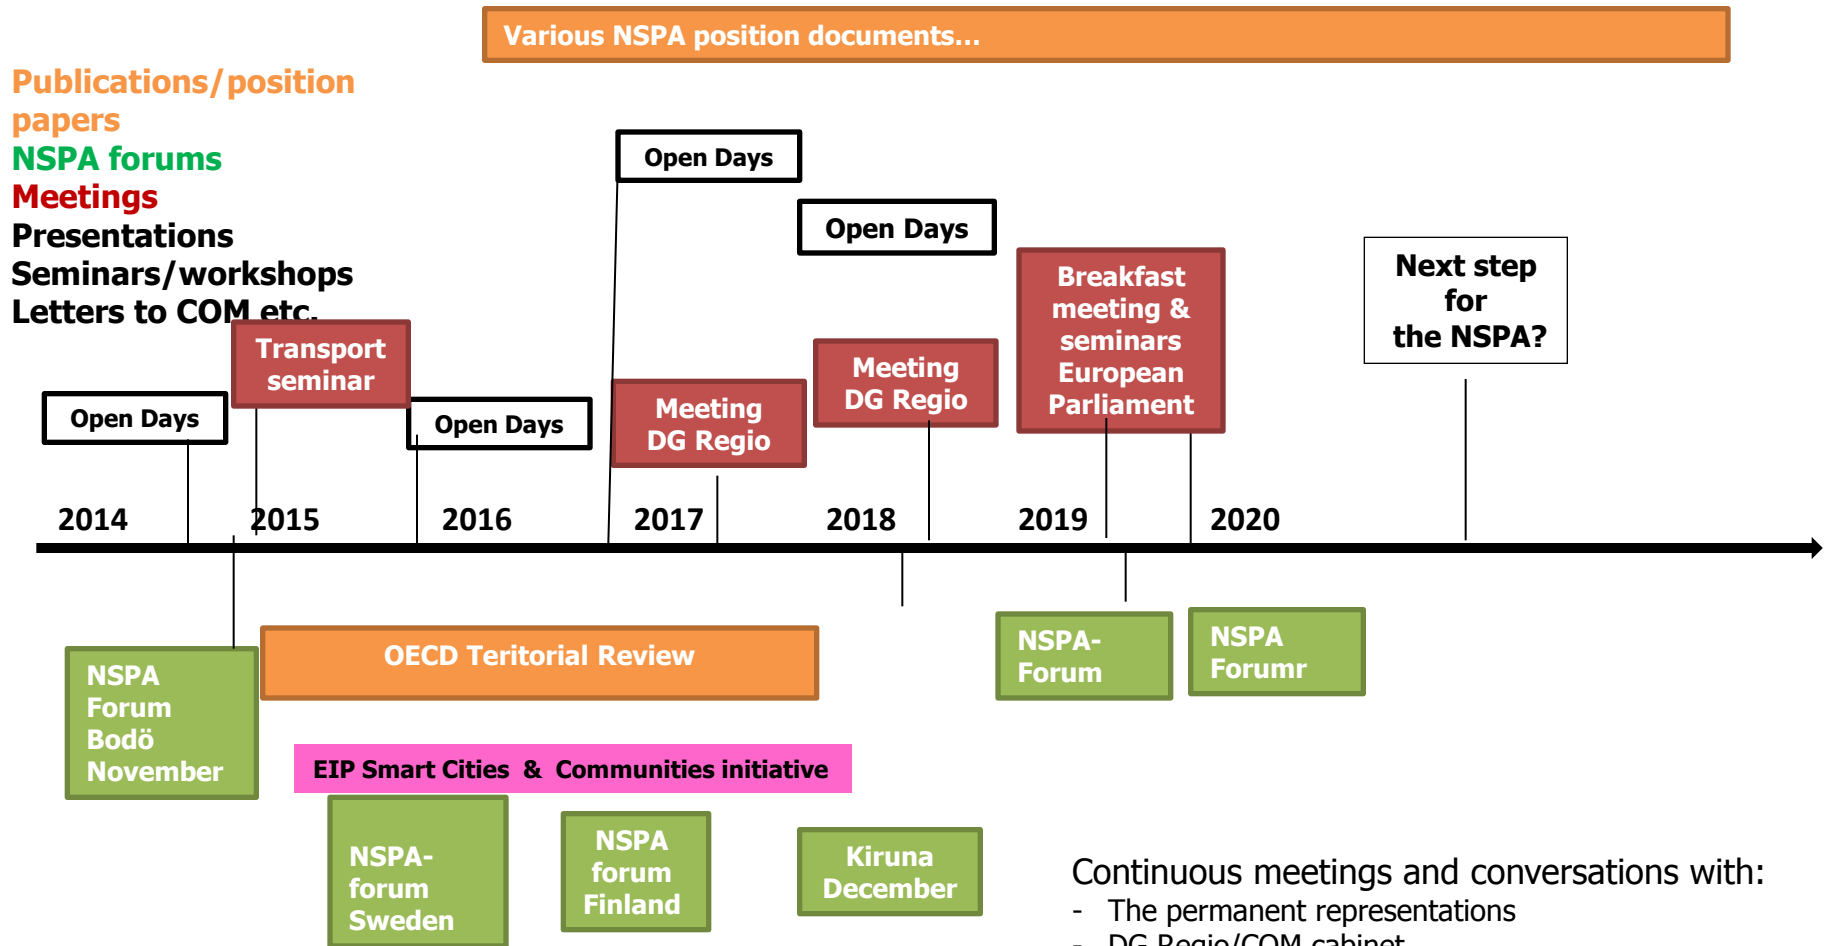 Various NSPA position documents...
Publications/position
papers
NSPA forums
Meetings
Presentations
Seminars/workshops
Letters to COM etc.
Open Days
Open Days
Breakfast
meeting &
seminars
European
Parliament
Next step
for
the NSPA?
Transport
seminar
Meeting
DG Regio
Meeting
DG Regio
Open Days
Open Days
2014
2015
2016
2017
2018
2019
2020
NSPA
Forum
Bodö
November
OECD Teritorial Review
NSPA-
Forum
NSPA
Forumr
EIP Smart Cities & Communities initiative
NSPA-
forum
Sweden
NSPA
forum
Finland
Kiruna
December
Continuous meetings and conversations with:
- The permanent representations
- DG Regio/COM cabinet